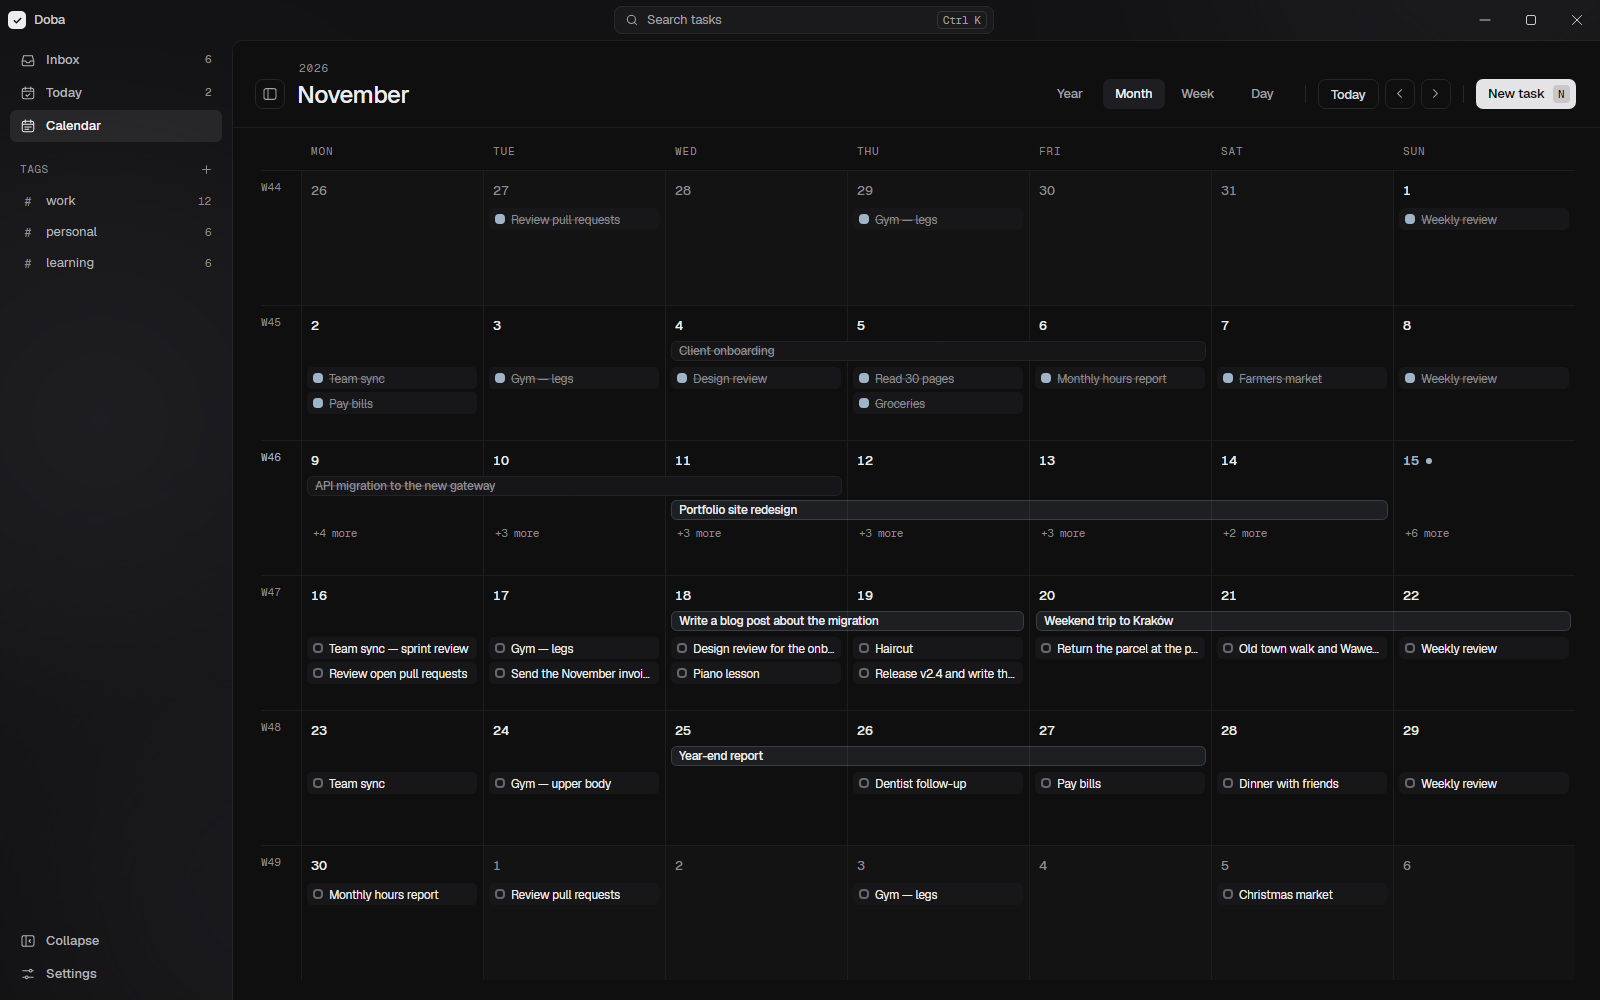 Doba
Search tasks
Ctrl K
Inbox 6
Today 2
Calendar
TAGS
# work 12
# personal 6
# learning 6
Collapse
Settings
2026
November
Year Month Week Day Today New task N
MON TUE WED THU FRI SAT SUN
W44 26 27 28 29 30 31 1
Review pull requests Gym — legs Weekly review
W45 2 3 4 5 6 7 8
Client onboarding
Team sync Gym — legs Design review Read 30 pages Monthly hours report Farmers market Weekly review
Pay bills Groceries
W46 9 10 11 12 13 14 15
API migration to the new gateway
Portfolio site redesign
+4 more +3 more +3 more +3 more +3 more +2 more +6 more
W47 16 17 18 19 20 21 22
Write a blog post about the migration Weekend trip to Kraków
Team sync — sprint review Gym — legs Design review for the onb… Haircut Return the parcel at the p… Old town walk and Wawe… Weekly review
Review open pull requests Send the November invoi… Piano lesson Release v2.4 and write th…
W48 23 24 25 26 27 28 29
Year-end report
Team sync Gym — upper body Dentist follow-up Pay bills Dinner with friends Weekly review
W49 30 1 2 3 4 5 6
Monthly hours report Review pull requests Gym — legs Christmas market